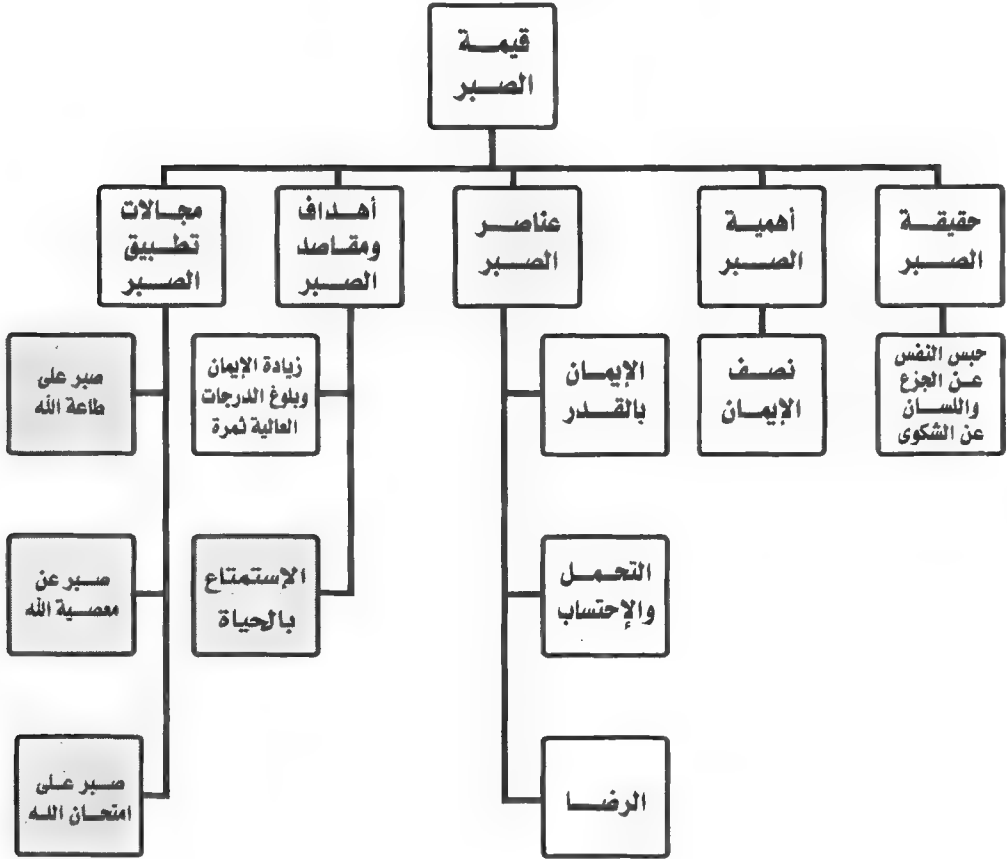 قيمة
الصبر
حقيقة
الصبر
أهمية
الصبر
عناصر
الصبر
أهداف
ومقاصد
الصبر
مجالات
تطبيق
الصبر
حبس النفس
عن الجزع
واللسان
عن الشكوى
نصف
الإيمان
الإيمان
بالقدر
زيادة الإيمان
وبلوغ الدرجات
العالية ثمرة
صبر على
طاعة الله
التحمل
والإحتساب
الإستمتاع
بالحياة
صبر عن
معصية الله
الرضا
صبر على
امتحان الله